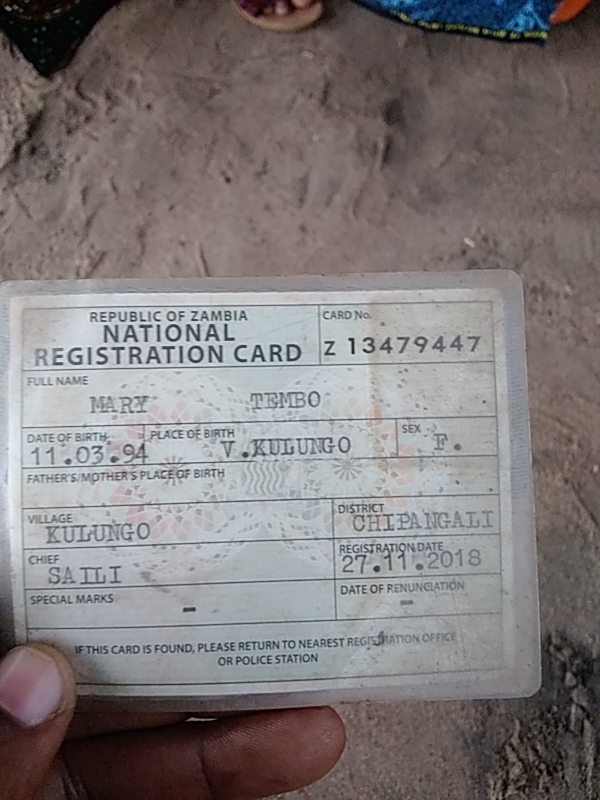 REPUBLIC OF ZAMBIA
NATIONAL
REGISTRATION CARD
CARD No.
Z 13479447
FULL NAME
MARY TEMBO
DATE OF BIRTH PLACE OF BIRTH SEX
11.03.94 V.KULUNGO F.
FATHER'S/MOTHER'S PLACE OF BIRTH
VILLAGE DISTRICT
KULUNGO CHIPANGALI
CHIEF REGISTRATION DATE
SAILI 27.11.2018
SPECIAL MARKS DATE OF RENUNCIATION
- -
IF THIS CARD IS FOUND, PLEASE RETURN TO NEAREST REGISTRATION OFFICE
OR POLICE STATION